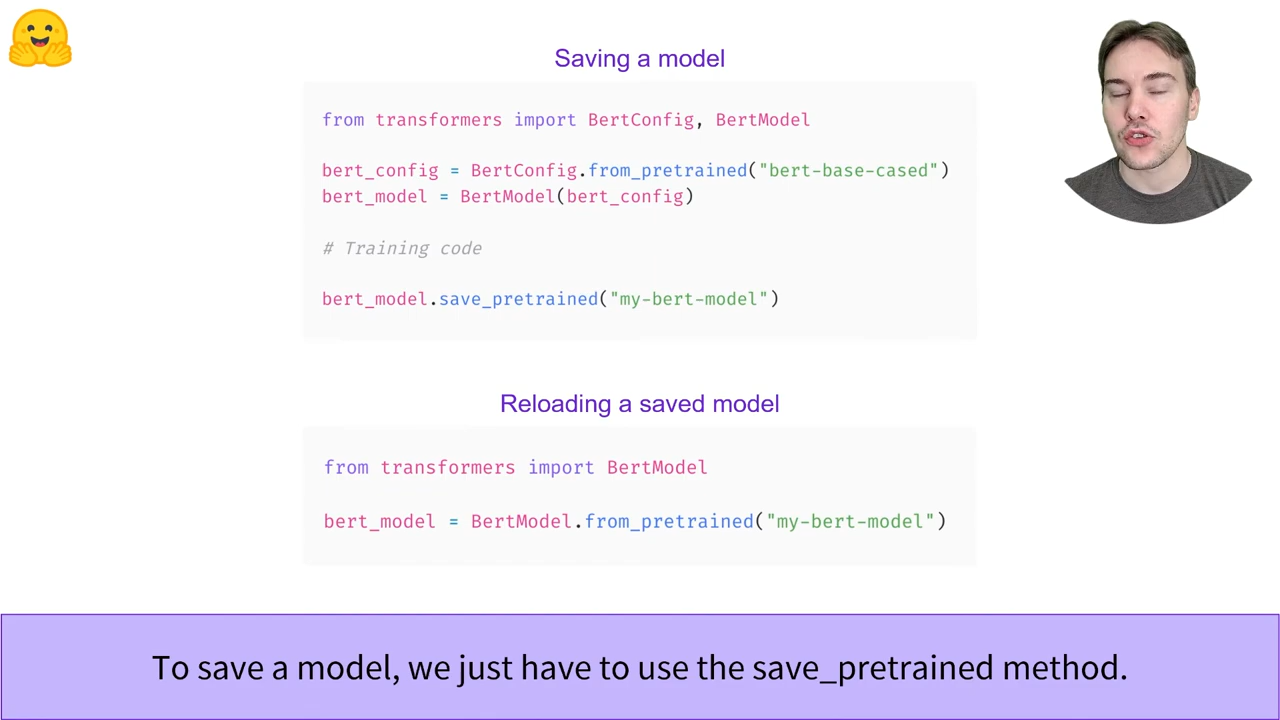 Saving a model
from transformers import BertConfig, BertModel
bert_config = BertConfig.from_pretrained("bert-base-cased")
bert_model = BertModel(bert_config)
# Training code
bert_model.save_pretrained("my-bert-model")
Reloading a saved model
from transformers import BertModel
bert_model = BertModel.from_pretrained("my-bert-model")
To save a model, we just have to use the save_pretrained method.